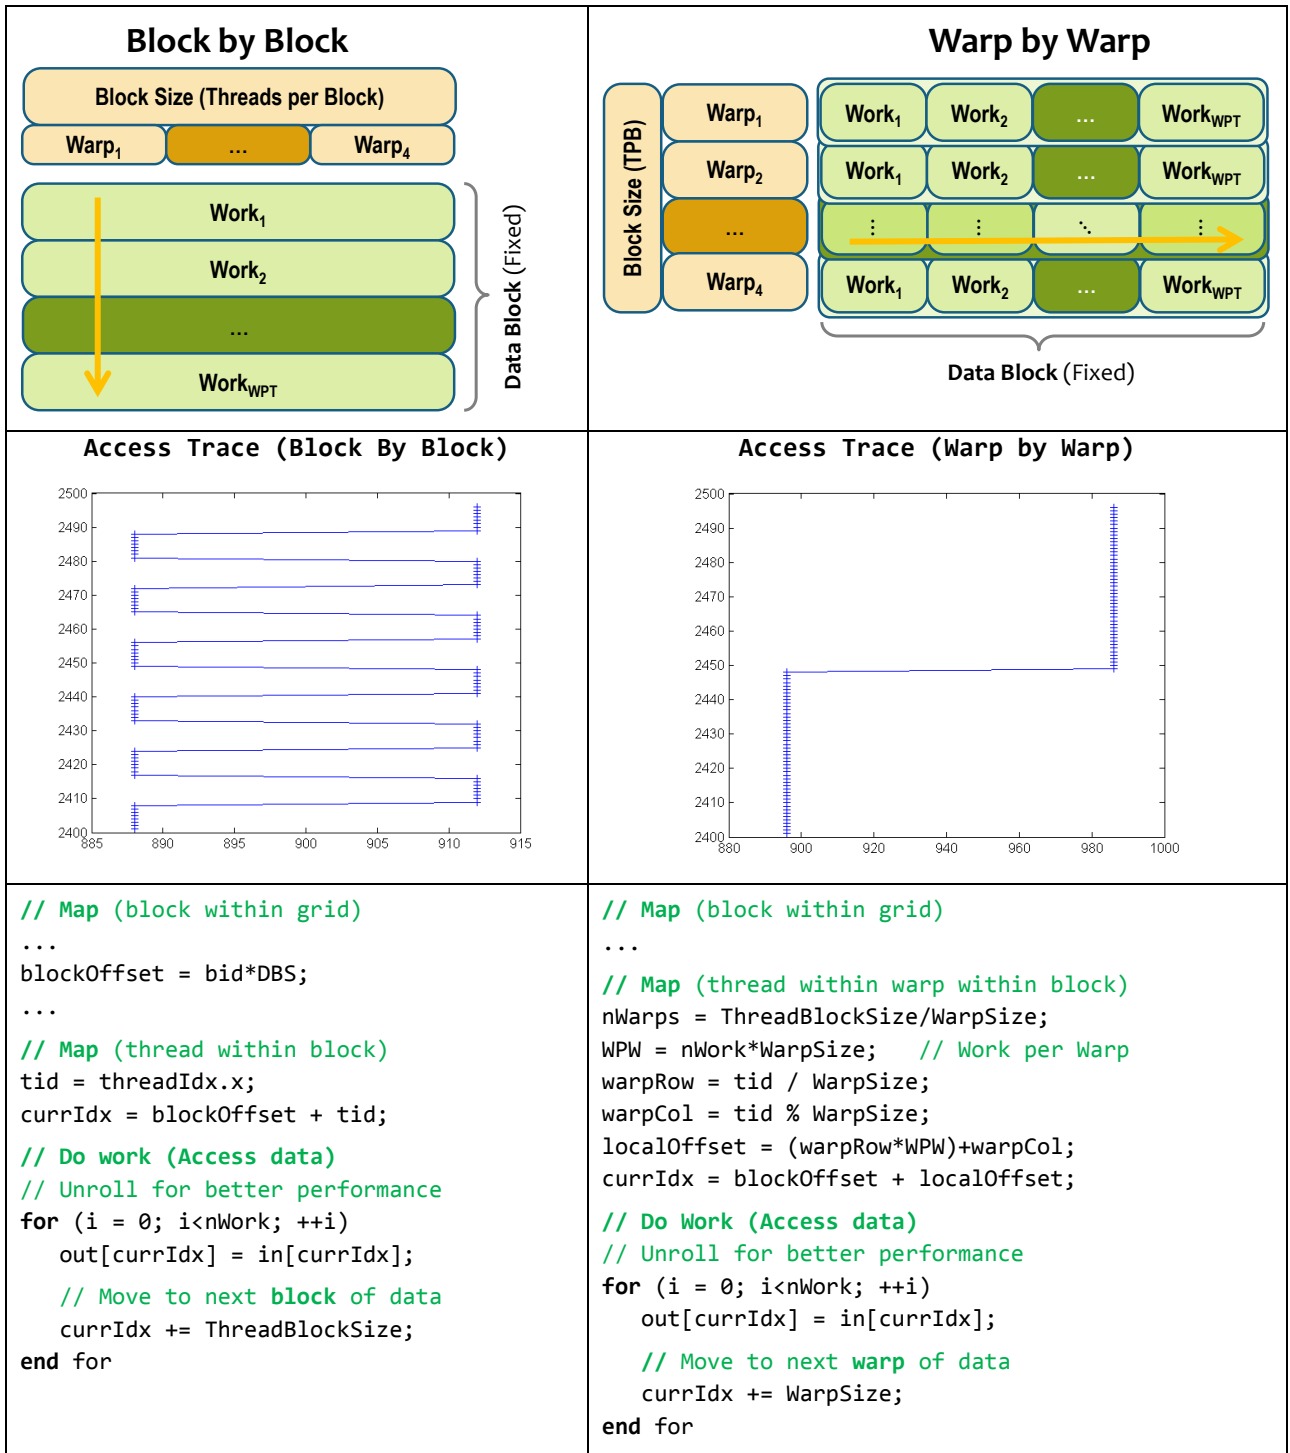 Block by Block
Block Size (Threads per Block)
Warp1 ... Warp4
Work1
Work2
...
WorkWPT
Data Block (Fixed)
Warp by Warp
Block Size (TPB)
Warp1 Work1 Work2 ... WorkWPT
Warp2 Work1 Work2 ... WorkWPT
... ⋮ ⋮ ⋱ ⋮
Warp4 Work1 Work2 ... WorkWPT
Data Block (Fixed)
Access Trace (Block By Block)
2500
2490
2480
2470
2460
2450
2440
2430
2420
2410
2400
885 890 895 900 905 910 915
Access Trace (Warp by Warp)
2500
2490
2480
2470
2460
2450
2440
2430
2420
2410
2400
880 900 920 940 960 980 1000
// Map (block within grid)
...
blockOffset = bid*DBS;
...
// Map (thread within block)
tid = threadIdx.x;
currIdx = blockOffset + tid;
// Do work (Access data)
// Unroll for better performance
for (i = 0; i<nWork; ++i)
out[currIdx] = in[currIdx];
// Move to next block of data
currIdx += ThreadBlockSize;
end for
// Map (block within grid)
...
// Map (thread within warp within block)
nWarps = ThreadBlockSize/WarpSize;
WPW = nWork*WarpSize; // Work per Warp
warpRow = tid / WarpSize;
warpCol = tid % WarpSize;
localOffset = (warpRow*WPW)+warpCol;
currIdx = blockOffset + localOffset;
// Do Work (Access data)
// Unroll for better performance
for (i = 0; i<nWork; ++i)
out[currIdx] = in[currIdx];
// Move to next warp of data
currIdx += WarpSize;
end for